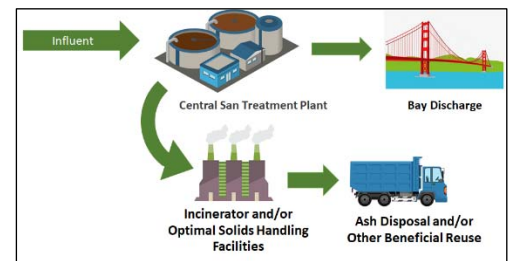 Influent
Central San Treatment Plant
Bay Discharge
Incinerator and/or
Optimal Solids Handling
Facilities
Ash Disposal and/or
Other Beneficial Reuse